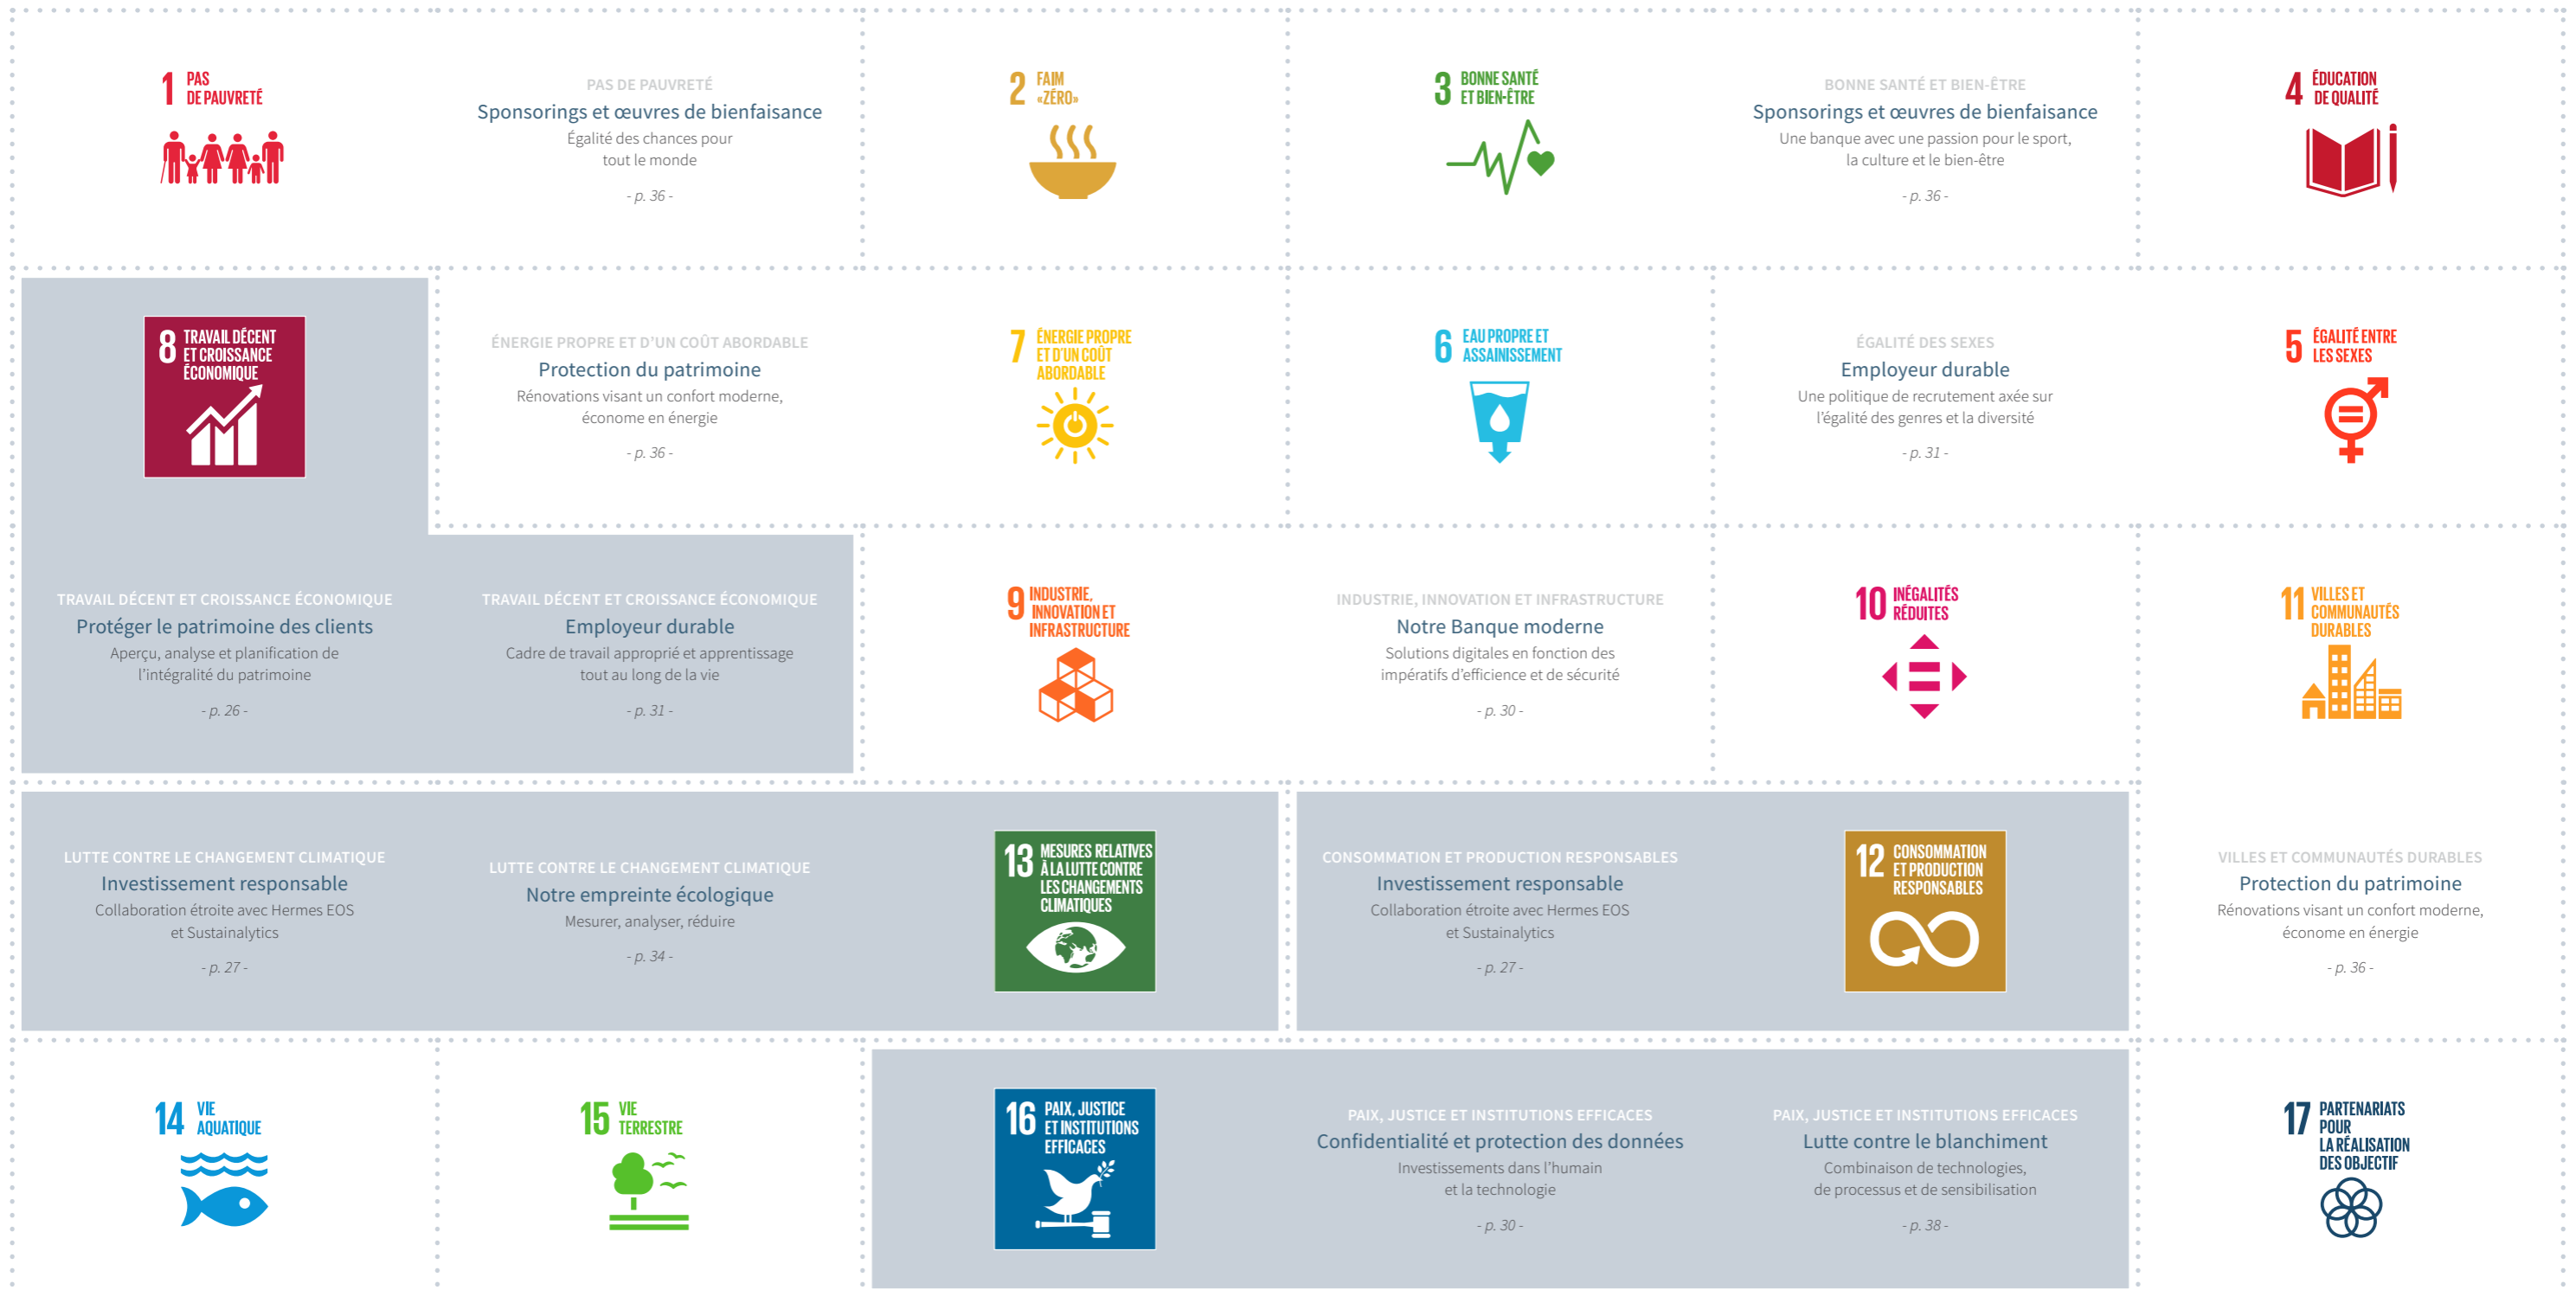 1 PAS
DE PAUVRETÉ
PAS DE PAUVRETÉ
Sponsorings et œuvres de bienfaisance
Égalité des chances pour
tout le monde
- p. 36 -
2 FAIM
«ZÉRO»
3 BONNE SANTÉ
ET BIEN-ÊTRE
BONNE SANTÉ ET BIEN-ÊTRE
Sponsorings et œuvres de bienfaisance
Une banque avec une passion pour le sport,
la culture et le bien-être
- p. 36 -
4 ÉDUCATION
DE QUALITÉ
8 TRAVAIL DÉCENT
ET CROISSANCE
ÉCONOMIQUE
ÉNERGIE PROPRE ET D'UN COÛT ABORDABLE
Protection du patrimoine
Rénovations visant un confort moderne,
économe en énergie
- p. 36 -
7 ÉNERGIE PROPRE
ET D'UN COÛT
ABORDABLE
6 EAU PROPRE ET
ASSAINISSEMENT
ÉGALITÉ DES SEXES
Employeur durable
Une politique de recrutement axée sur
l'égalité des genres et la diversité
- p. 31 -
5 ÉGALITÉ ENTRE
LES SEXES
TRAVAIL DÉCENT ET CROISSANCE ÉCONOMIQUE
Protéger le patrimoine des clients
Aperçu, analyse et planification de
l'intégralité du patrimoine
- p. 26 -
TRAVAIL DÉCENT ET CROISSANCE ÉCONOMIQUE
Employeur durable
Cadre de travail approprié et apprentissage
tout au long de la vie
- p. 31 -
9 INDUSTRIE,
INNOVATION ET
INFRASTRUCTURE
INDUSTRIE, INNOVATION ET INFRASTRUCTURE
Notre Banque moderne
Solutions digitales en fonction des
impératifs d'efficience et de sécurité
- p. 30 -
10 INÉGALITÉS
RÉDUITES
11 VILLES ET
COMMUNAUTÉS
DURABLES
LUTTE CONTRE LE CHANGEMENT CLIMATIQUE
Investissement responsable
Collaboration étroite avec Hermes EOS
et Sustainalytics
- p. 27 -
LUTTE CONTRE LE CHANGEMENT CLIMATIQUE
Notre empreinte écologique
Mesurer, analyser, réduire
- p. 34 -
13 MESURES RELATIVES
À LA LUTTE CONTRE
LES CHANGEMENTS
CLIMATIQUES
CONSOMMATION ET PRODUCTION RESPONSABLES
Investissement responsable
Collaboration étroite avec Hermes EOS
et Sustainalytics
- p. 27 -
12 CONSOMMATION
ET PRODUCTION
RESPONSABLES
VILLES ET COMMUNAUTÉS DURABLES
Protection du patrimoine
Rénovations visant un confort moderne,
économe en énergie
- p. 36 -
14 VIE
AQUATIQUE
15 VIE
TERRESTRE
16 PAIX, JUSTICE
ET INSTITUTIONS
EFFICACES
PAIX, JUSTICE ET INSTITUTIONS EFFICACES
Confidentialité et protection des données
Investissements dans l'humain
et la technologie
- p. 30 -
PAIX, JUSTICE ET INSTITUTIONS EFFICACES
Lutte contre le blanchiment
Combinaison de technologies,
de processus et de sensibilisation
- p. 38 -
17 PARTENARIATS
POUR
LA RÉALISATION
DES OBJECTIF